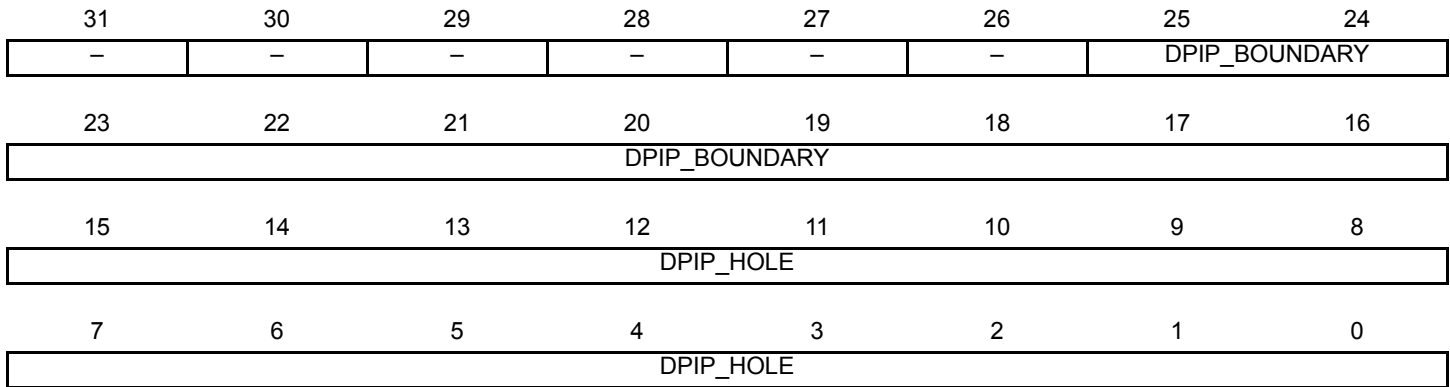 31 30 29 28 27 26 25 24
– – – – – – DPIP_BOUNDARY
23 22 21 20 19 18 17 16
DPIP_BOUNDARY
15 14 13 12 11 10 9 8
DPIP_HOLE
7 6 5 4 3 2 1 0
DPIP_HOLE